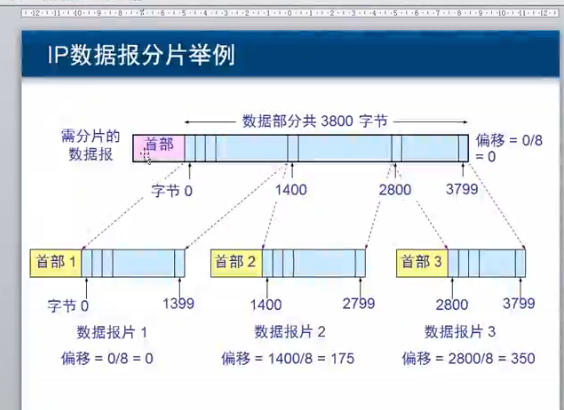 IP数据报分片举例
数据部分共 3800 字节
需分片的
数据报
首部
偏移 = 0/8
= 0
字节 0
1400
2800
3799
首部 1
首部 2
首部 3
字节 0
1399
1400
2799
2800
3799
数据报片 1
数据报片 2
数据报片 3
偏移 = 0/8 = 0
偏移 = 1400/8 = 175
偏移 = 2800/8 = 350